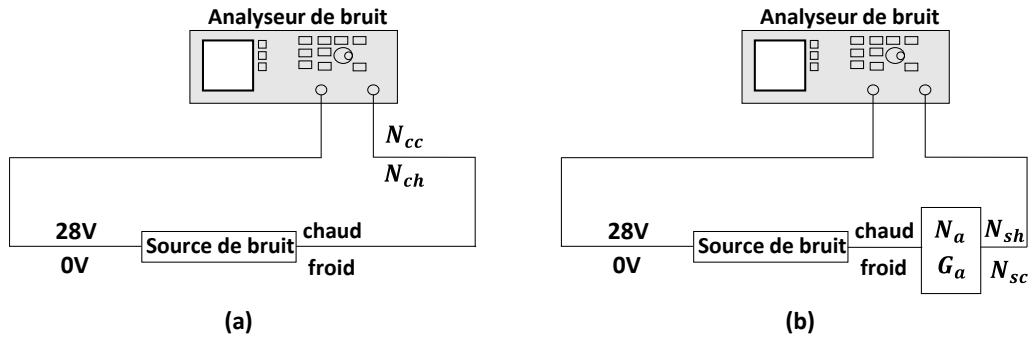 Analyseur de bruit
N_cc
N_ch
28V
0V
Source de bruit
chaud
froid
(a)
Analyseur de bruit
28V
0V
Source de bruit
chaud
froid
N_a
G_a
N_sh
N_sc
(b)